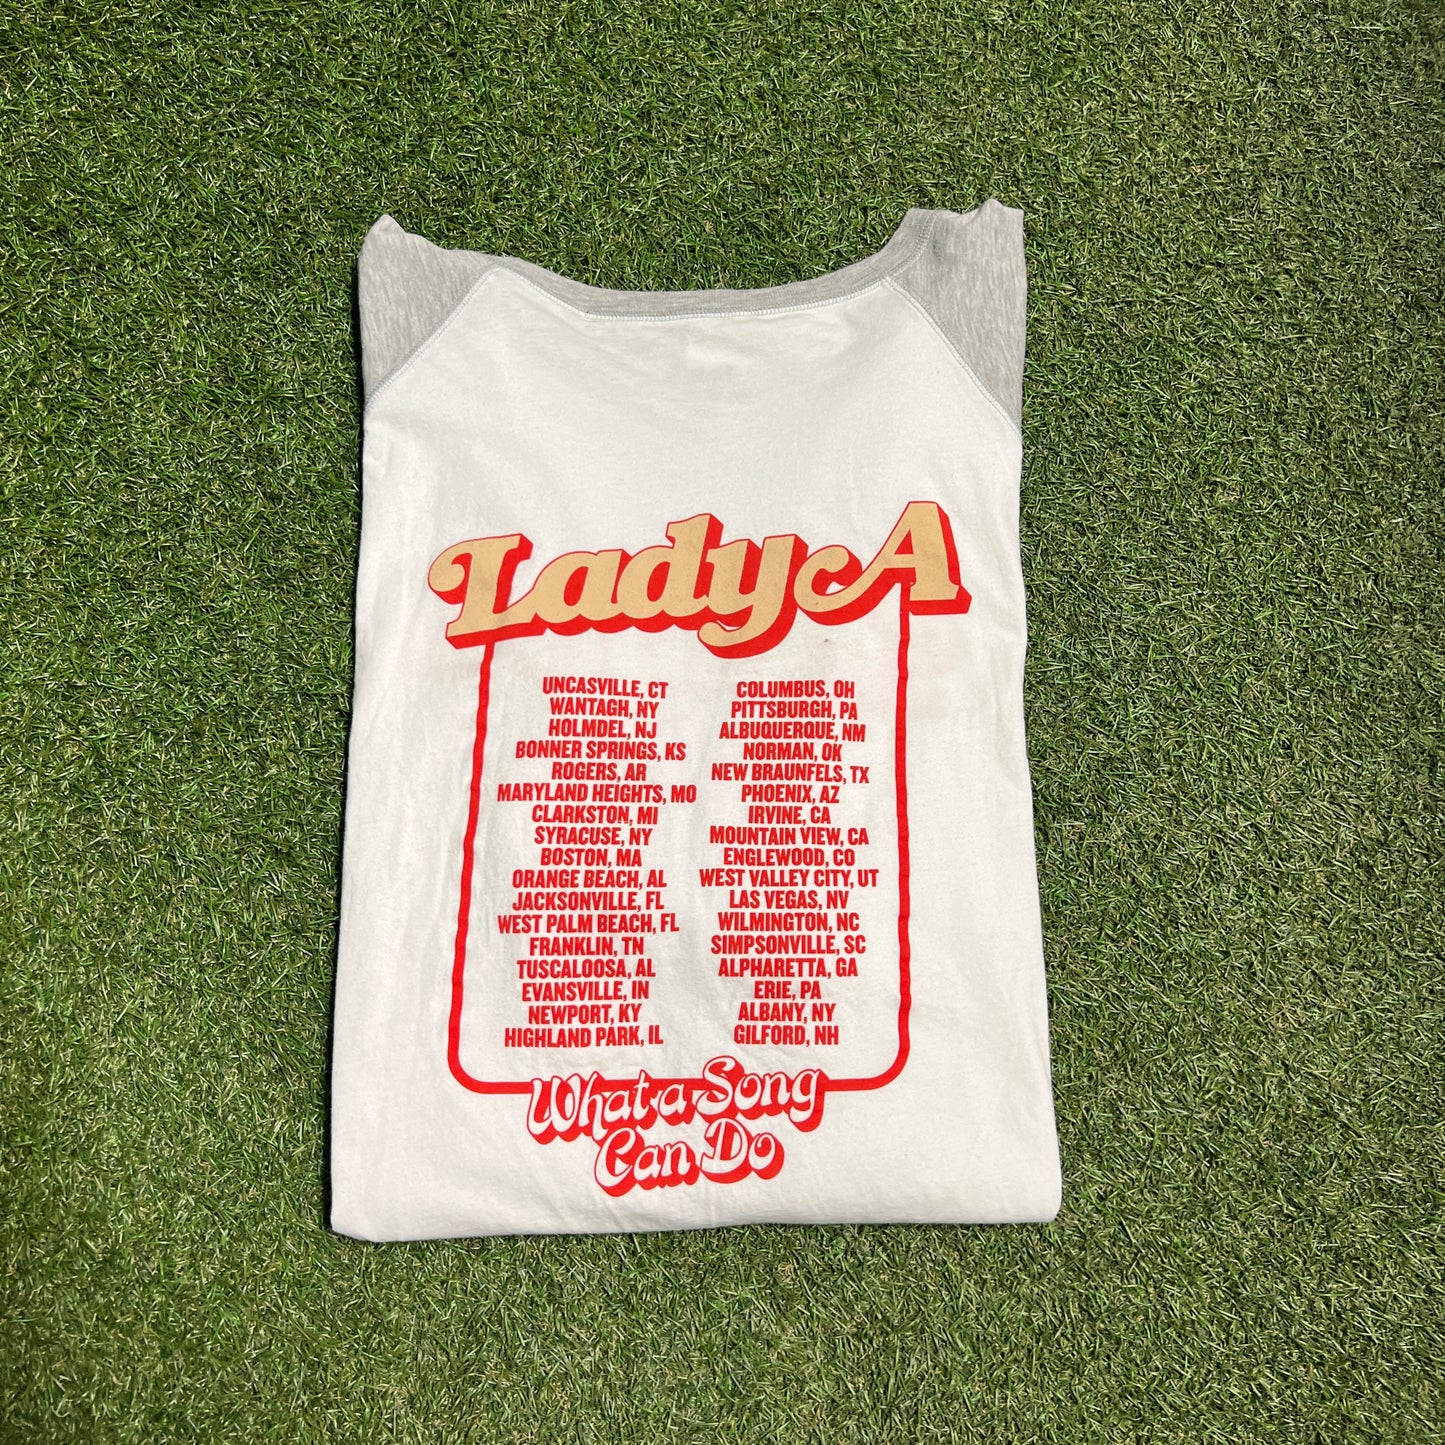 Lady A
UNCASVILLE, CT
WANTAGH, NY
HOLMDEL, NJ
BONNER SPRINGS, KS
ROGERS, AR
MARYLAND HEIGHTS, MO
CLARKSTON, MI
SYRACUSE, NY
BOSTON, MA
ORANGE BEACH, AL
JACKSONVILLE, FL
WEST PALM BEACH, FL
FRANKLIN, TN
TUSCALOOSA, AL
EVANSVILLE, IN
NEWPORT, KY
HIGHLAND PARK, IL
COLUMBUS, OH
PITTSBURGH, PA
ALBUQUERQUE, NM
NORMAN, OK
NEW BRAUNFELS, TX
PHOENIX, AZ
IRVINE, CA
MOUNTAIN VIEW, CA
ENGLEWOOD, CO
WEST VALLEY CITY, UT
LAS VEGAS, NV
WILMINGTON, NC
SIMPSONVILLE, SC
ALPHARETTA, GA
ERIE, PA
ALBANY, NY
GILFORD, NH
What a Song
Can Do